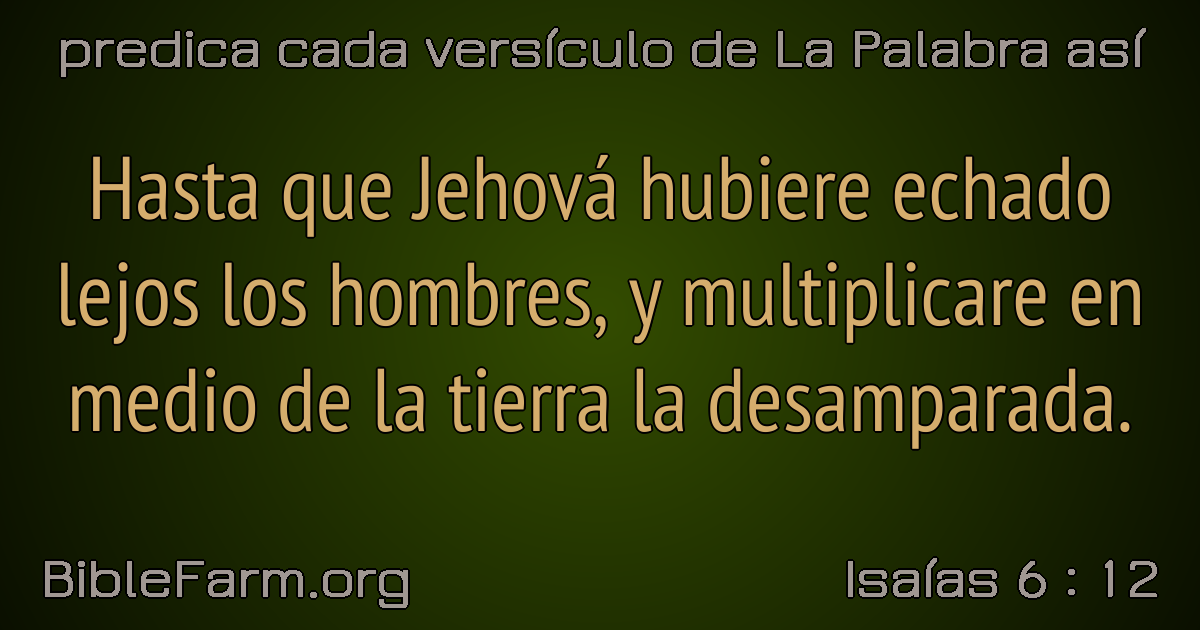 predica cada versículo de La Palabra así
Hasta que Jehová hubiere echado
lejos los hombres, y multiplicare en
medio de la tierra la desamparada.
BibleFarm.org
Isaías 6 : 12